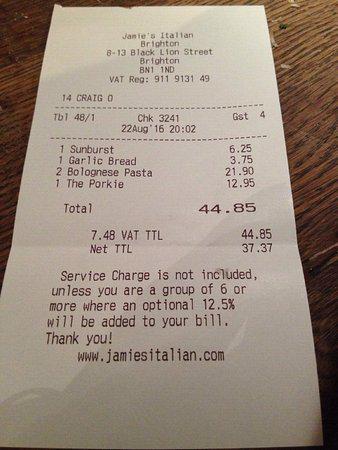 Jamie's Italian
Brighton
8-13 Black Lion Street
Brighton
BN1 1ND
VAT Reg: 911 9131 49
14 CRAIG O
Tbl 48/1 Chk 3241 Gst 4
22Aug'16 20:02
1 Sunburst 6.25
1 Garlic Bread 3.75
2 Bolognese Pasta 21.90
1 The Porkie 12.95
Total 44.85
7.48 VAT TTL 44.85
Net TTL 37.37
Service Charge is not included,
unless you are a group of 6 or
more where an optional 12.5%
will be added to your bill.
Thank you!
www.jamiesitalian.com